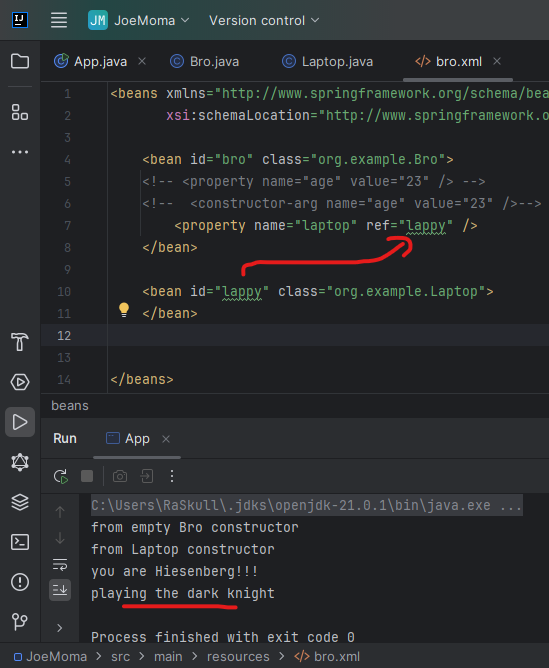 JM JoeMoma Version control
App.java Bro.java Laptop.java bro.xml
1 <beans xmlns="http://www.springframework.org/schema/bea
2 xsi:schemaLocation="http://www.springframework.o
3
4 <bean id="bro" class="org.example.Bro">
5 <!-- <property name="age" value="23" /> -->
6 <!--  <constructor-arg name="age" value="23" />-->
7 <property name="laptop" ref="lappy" />
8 </bean>
9
10 <bean id="lappy" class="org.example.Laptop">
11 </bean>
12
13
14 </beans>
beans
Run App
C:\Users\RaSkull\.jdks\openjdk-21.0.1\bin\java.exe ...
from empty Bro constructor
from Laptop constructor
you are Hiesenberg!!!
playing the dark knight
Process finished with exit code 0
JoeMoma > src > main > resources > bro.xml